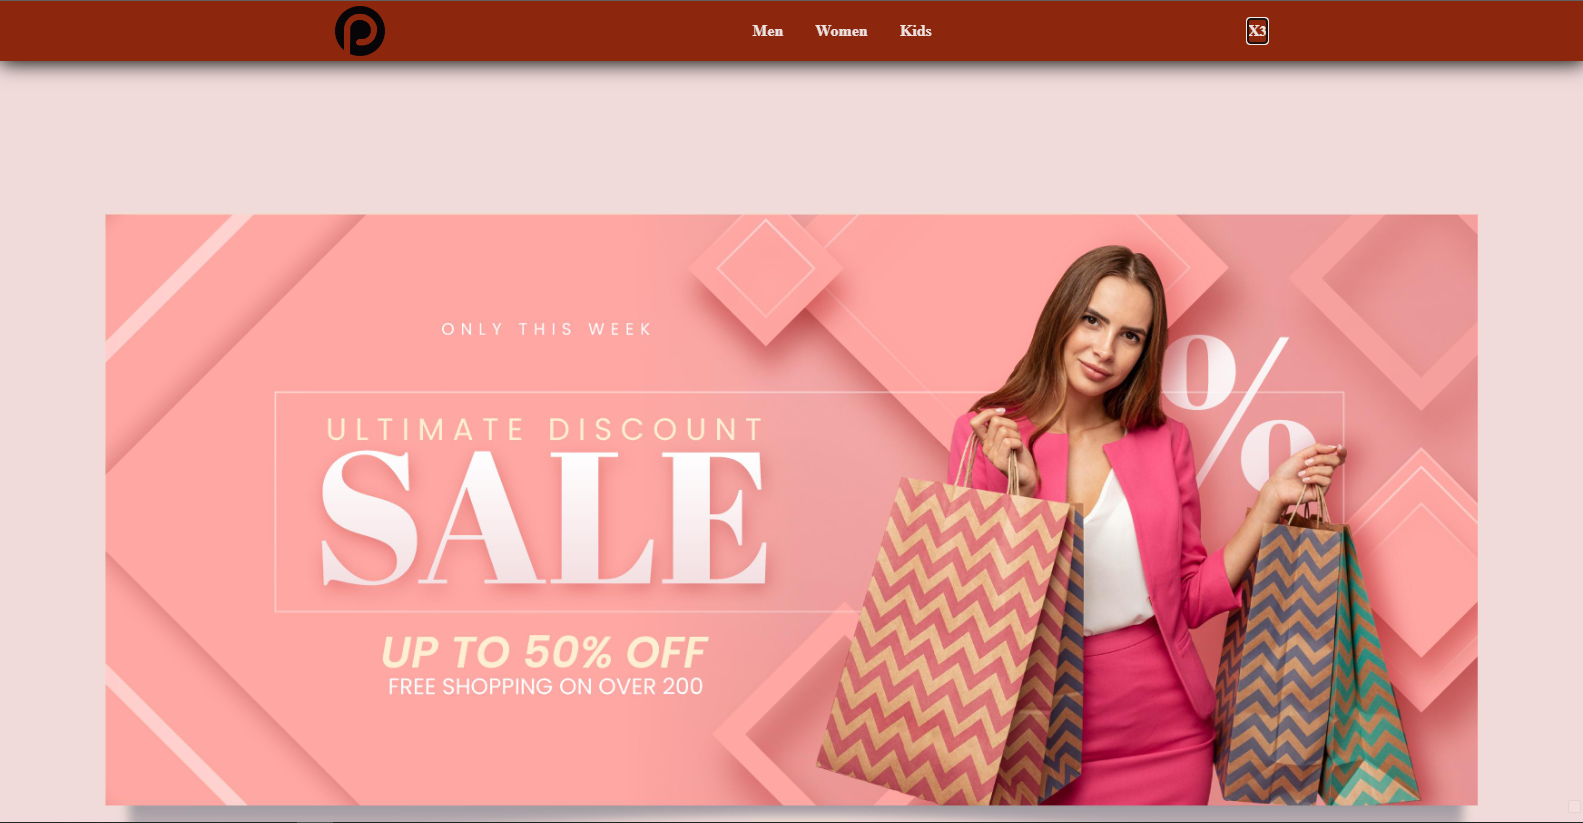 Men Women Kids X3
ONLY THIS WEEK
ULTIMATE DISCOUNT
SALE
%
UP TO 50% OFF
FREE SHOPPING ON OVER 200